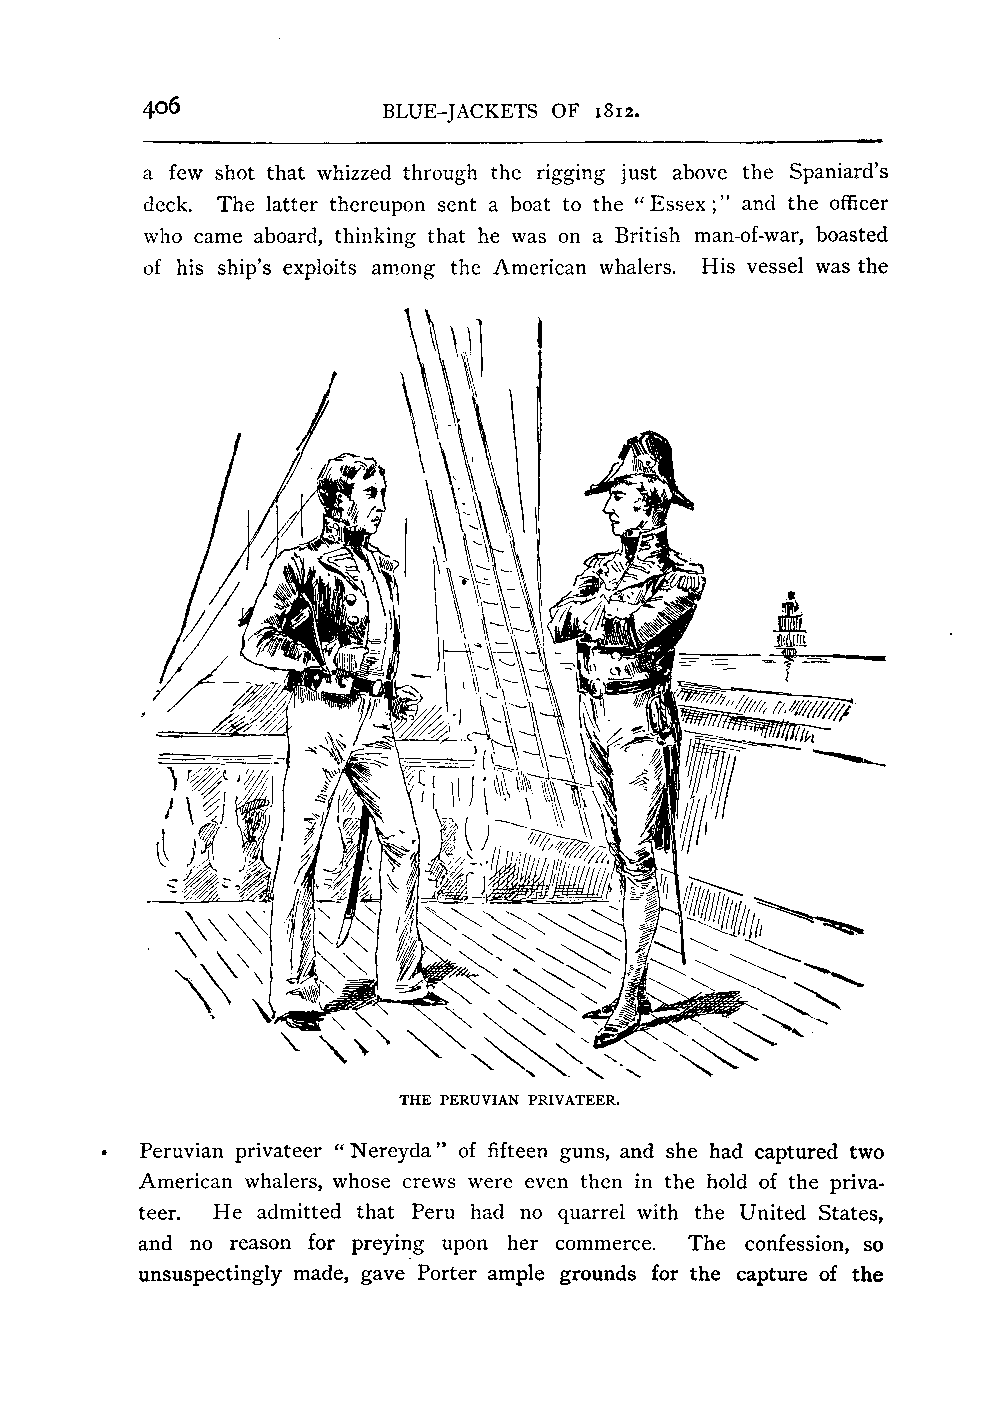 406
BLUE-JACKETS OF 1812.
a few shot that whizzed through the rigging just above the Spaniard's
deck. The latter thereupon sent a boat to the "Essex;" and the officer
who came aboard, thinking that he was on a British man-of-war, boasted
of his ship's exploits among the American whalers. His vessel was the
THE PERUVIAN PRIVATEER.
Peruvian privateer "Nereyda" of fifteen guns, and she had captured two
American whalers, whose crews were even then in the hold of the priva-
teer. He admitted that Peru had no quarrel with the United States,
and no reason for preying upon her commerce. The confession, so
unsuspectingly made, gave Porter ample grounds for the capture of the